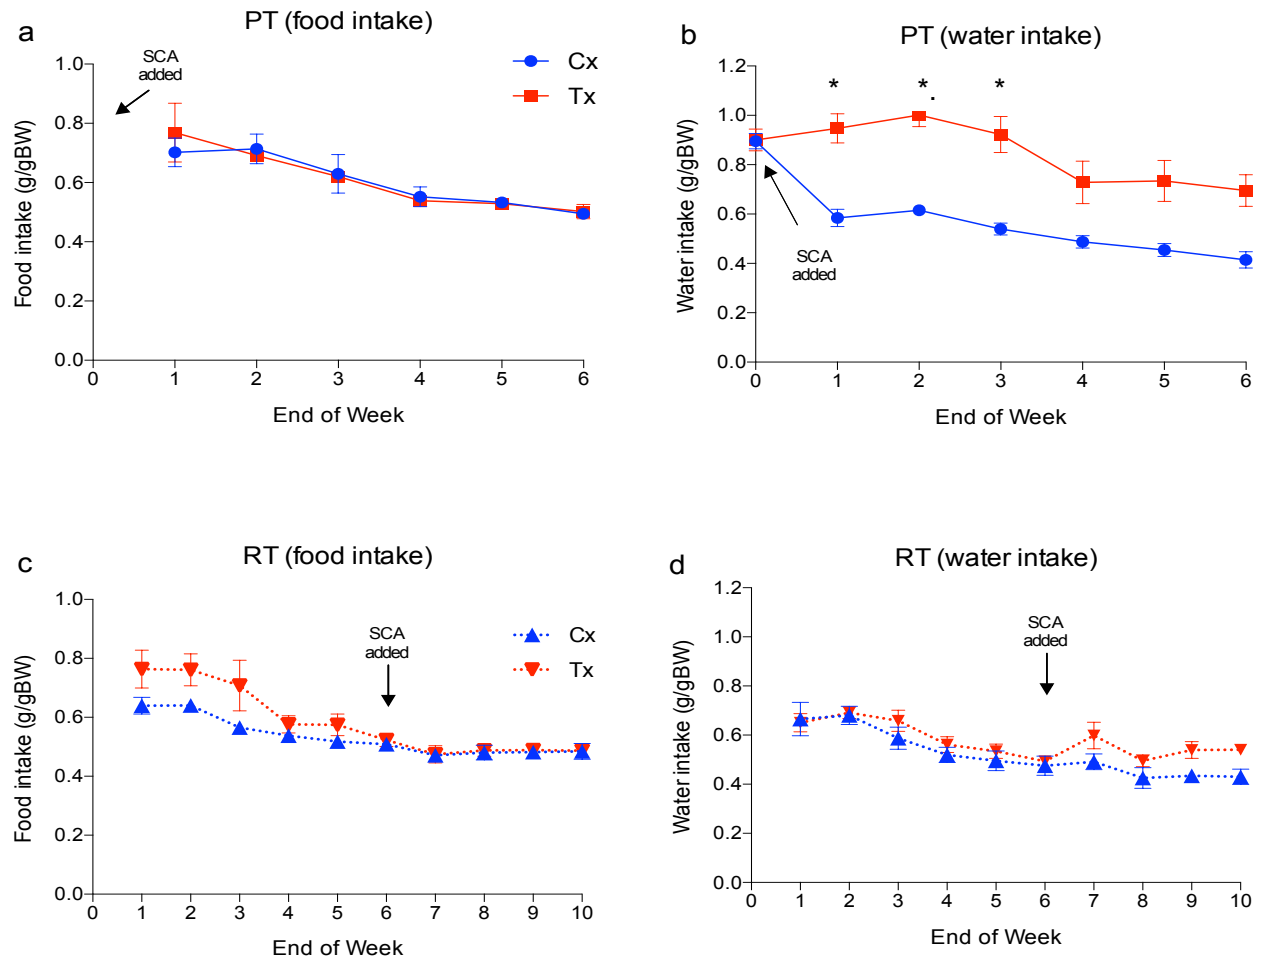 a
PT (food intake)
SCA
added
Cx
Tx
Food intake (g/gBW)
1.0
0.8
0.6
0.4
0.2
0.0
0 1 2 3 4 5 6
End of Week
b
PT (water intake)
* *. *
SCA
added
Water intake (g/gBW)
1.2
1.0
0.8
0.6
0.4
0.2
0.0
0 1 2 3 4 5 6
End of Week
c
RT (food intake)
SCA
added
Cx
Tx
Food intake (g/gBW)
1.0
0.8
0.6
0.4
0.2
0.0
0 1 2 3 4 5 6 7 8 9 10
End of Week
d
RT (water intake)
SCA
added
Water intake (g/gBW)
1.2
1.0
0.8
0.6
0.4
0.2
0.0
0 1 2 3 4 5 6 7 8 9 10
End of Week